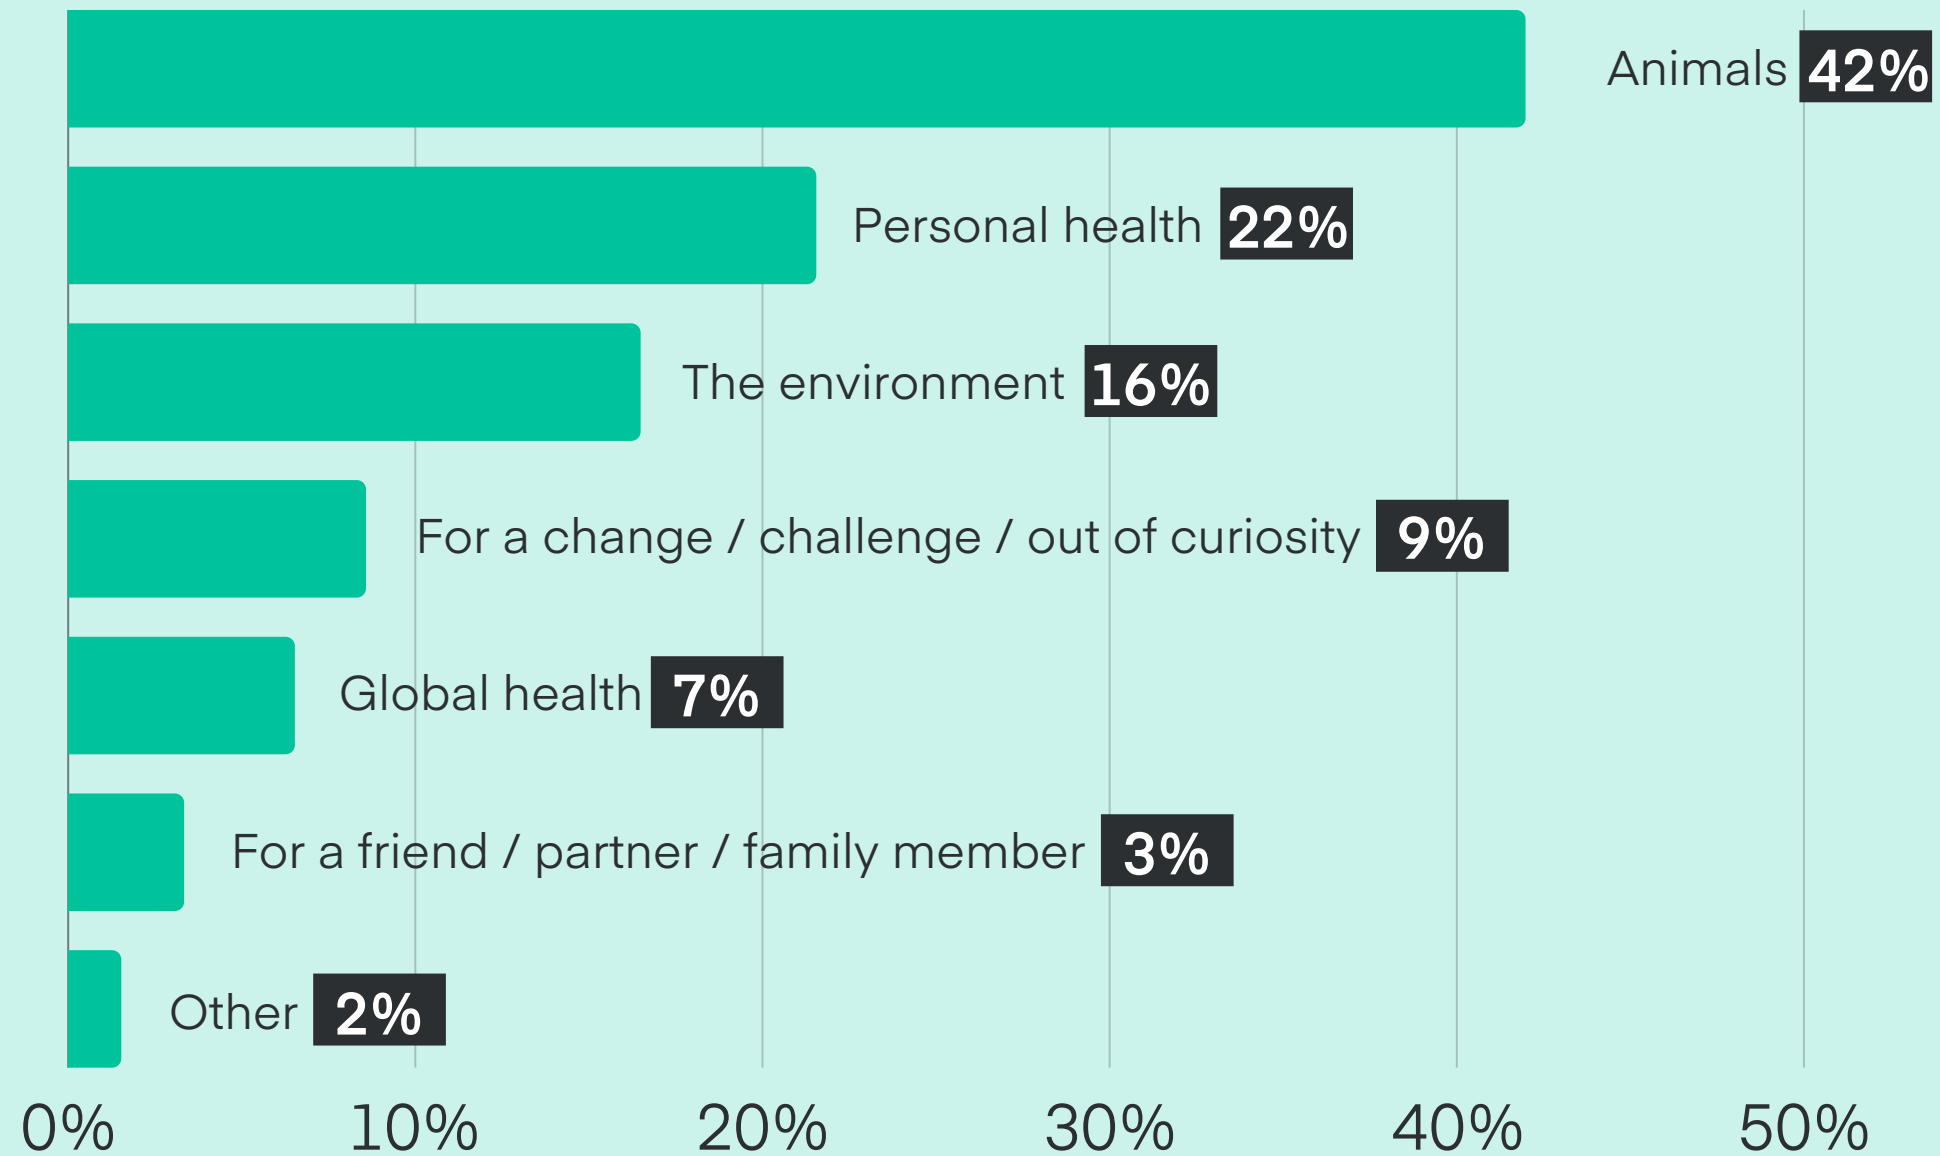 Animals 42%
Personal health 22%
The environment 16%
For a change / challenge / out of curiosity 9%
Global health 7%
For a friend / partner / family member 3%
Other 2%
0% 10% 20% 30% 40% 50%